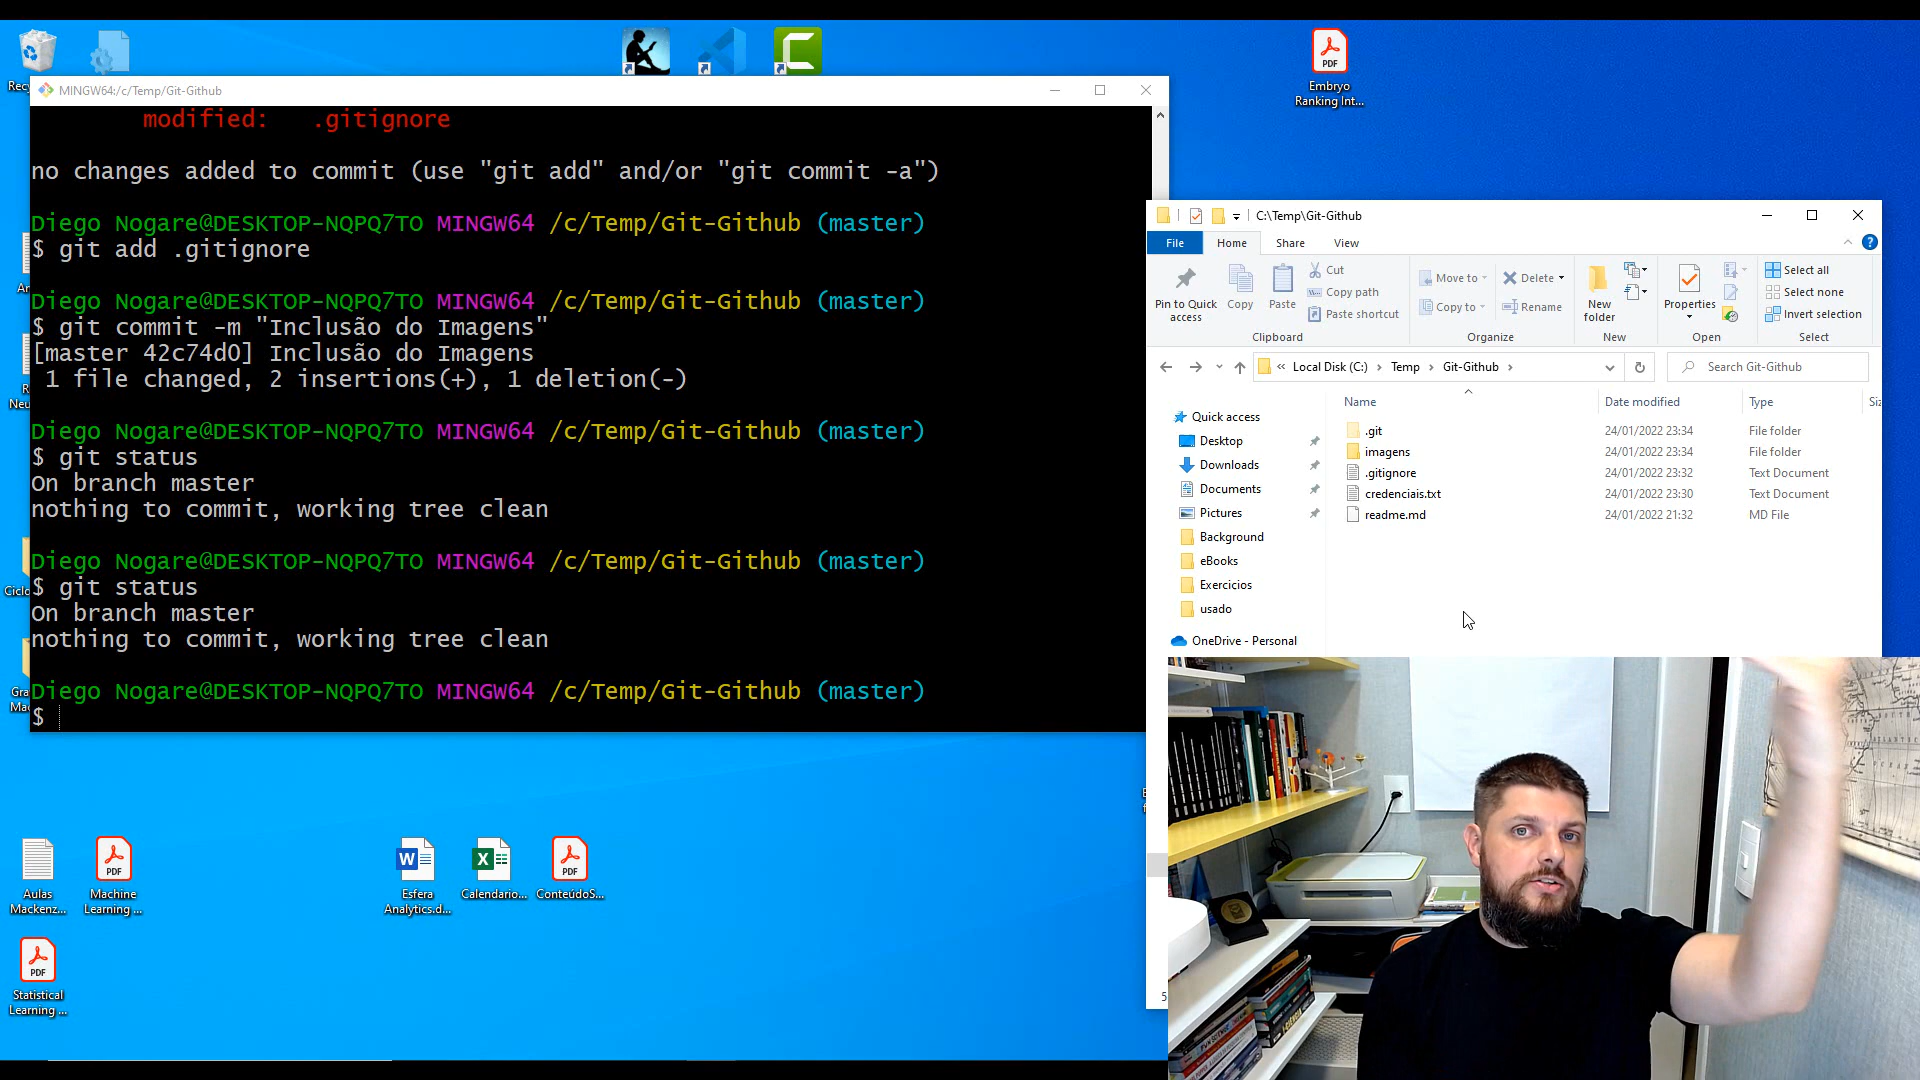 Recy
Embryo
Ranking Int...
PDF
MINGW64:/c/Temp/Git-Github
modified:   .gitignore
no changes added to commit (use "git add" and/or "git commit -a")
Diego Nogare@DESKTOP-NQPQ7TO MINGW64 /c/Temp/Git-Github (master)
$ git add .gitignore
Diego Nogare@DESKTOP-NQPQ7TO MINGW64 /c/Temp/Git-Github (master)
$ git commit -m "Inclusão do Imagens"
[master 42c74d0] Inclusão do Imagens
 1 file changed, 2 insertions(+), 1 deletion(-)
Diego Nogare@DESKTOP-NQPQ7TO MINGW64 /c/Temp/Git-Github (master)
$ git status
On branch master
nothing to commit, working tree clean
Diego Nogare@DESKTOP-NQPQ7TO MINGW64 /c/Temp/Git-Github (master)
$ git status
On branch master
nothing to commit, working tree clean
Diego Nogare@DESKTOP-NQPQ7TO MINGW64 /c/Temp/Git-Github (master)
$
C:\Temp\Git-Github
File Home Share View
Pin to Quick access
Copy
Paste
Cut
Copy path
Paste shortcut
Move to
Copy to
Delete
Rename
New folder
Properties
Select all
Select none
Invert selection
Clipboard Organize New Open Select
« Local Disk (C:) › Temp › Git-Github ›
Search Git-Github
Name Date modified Type Siz
Quick access
Desktop
Downloads
Documents
Pictures
Background
eBooks
Exercicios
usado
OneDrive - Personal
.git 24/01/2022 23:34 File folder
imagens 24/01/2022 23:34 File folder
.gitignore 24/01/2022 23:32 Text Document
credenciais.txt 24/01/2022 23:30 Text Document
readme.md 24/01/2022 21:32 MD File
5
Neu
Ciclo
Gra
Aulas
Mackenz...
PDF
Machine
Learning ...
Esfera
Analytics.d...
Calendario...
PDF
ConteúdoS...
PDF
Statistical
Learning ...